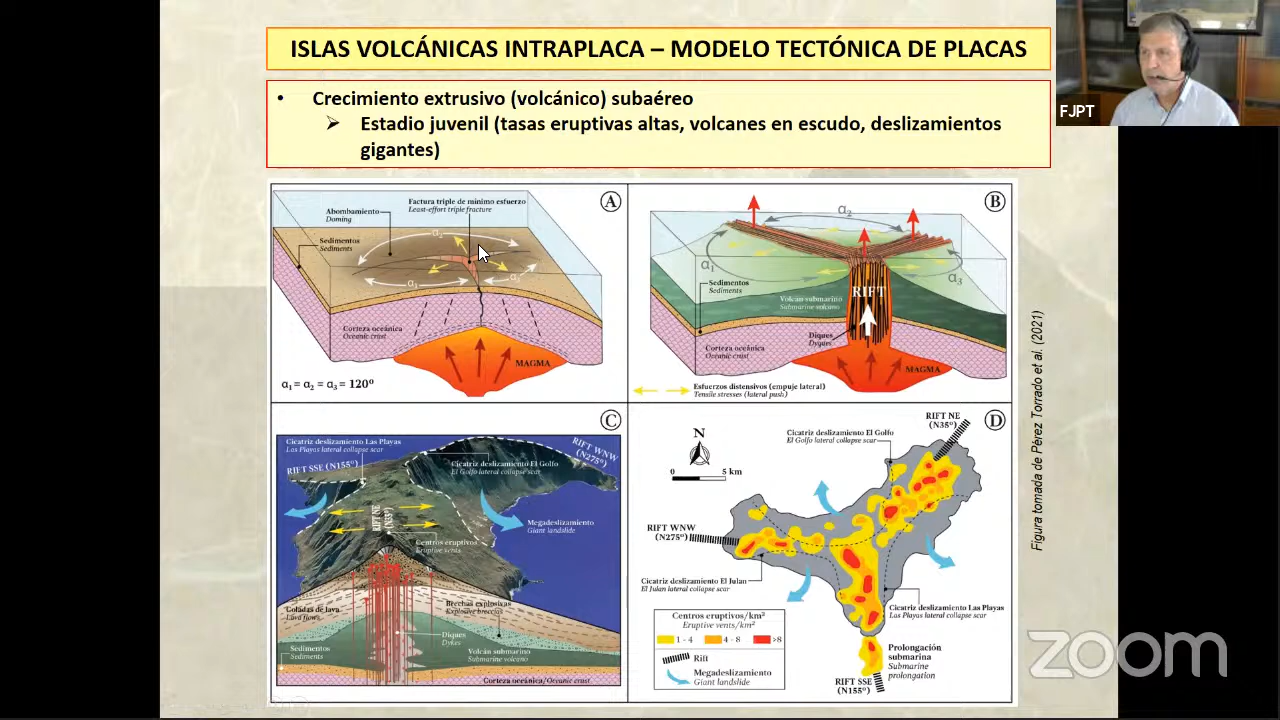 ISLAS VOLCÁNICAS INTRAPLACA – MODELO TECTÓNICA DE PLACAS
FJPT
• Crecimiento extrusivo (volcánico) subaéreo
➢ Estadio juvenil (tasas eruptivas altas, volcanes en escudo, deslizamientos
gigantes)
A
Factura triple de mínimo esfuerzo
Least-effort triple fracture
Abombamiento
Doming
Sedimentos
Sediments
α2
α1
α3
Corteza oceánica
Oceanic crust
MAGMA
α1 = α2 = α3 = 120º
B
α2
α1
α3
Sedimentos
Sediments
RIFT
Volcán submarino
Submarine volcano
Diques
Dykes
Corteza oceánica
Oceanic crust
MAGMA
Esfuerzos distensivos (empuje lateral)
Tensile stresses (lateral push)
C
Cicatriz deslizamiento Las Playas
Las Playas lateral collapse scar
RIFT WNW
(N275º)
RIFT SSE (N155º)
Cicatriz deslizamiento El Golfo
El Golfo lateral collapse scar
RIFT NE
(N35º)
Megadeslizamiento
Giant landslide
Centros eruptivos
Eruptive vents
Coladas de lava
Lava flows
Brechas explosivas
Explosive breccias
Diques
Dykes
Sedimentos
Sediments
Volcán submarino
Submarine volcano
Corteza oceánica/Oceanic crust
D
RIFT NE
(N35º)
Cicatriz deslizamiento El Golfo
El Golfo lateral collapse scar
N
0 5 km
RIFT WNW
(N275º)
Cicatriz deslizamiento El Julan
El Julan lateral collapse scar
Cicatriz deslizamiento Las Playas
Las Playas lateral collapse scar
Centros eruptivos/km²
Eruptive vents/km²
1 - 4 4 - 8 >8
Rift
Megadeslizamiento
Giant landslide
Prolongación
submarina
Submarine
prolongation
RIFT SSE
(N155º)
Figura tomada de Pérez Torrado et al. (2021)
zoom